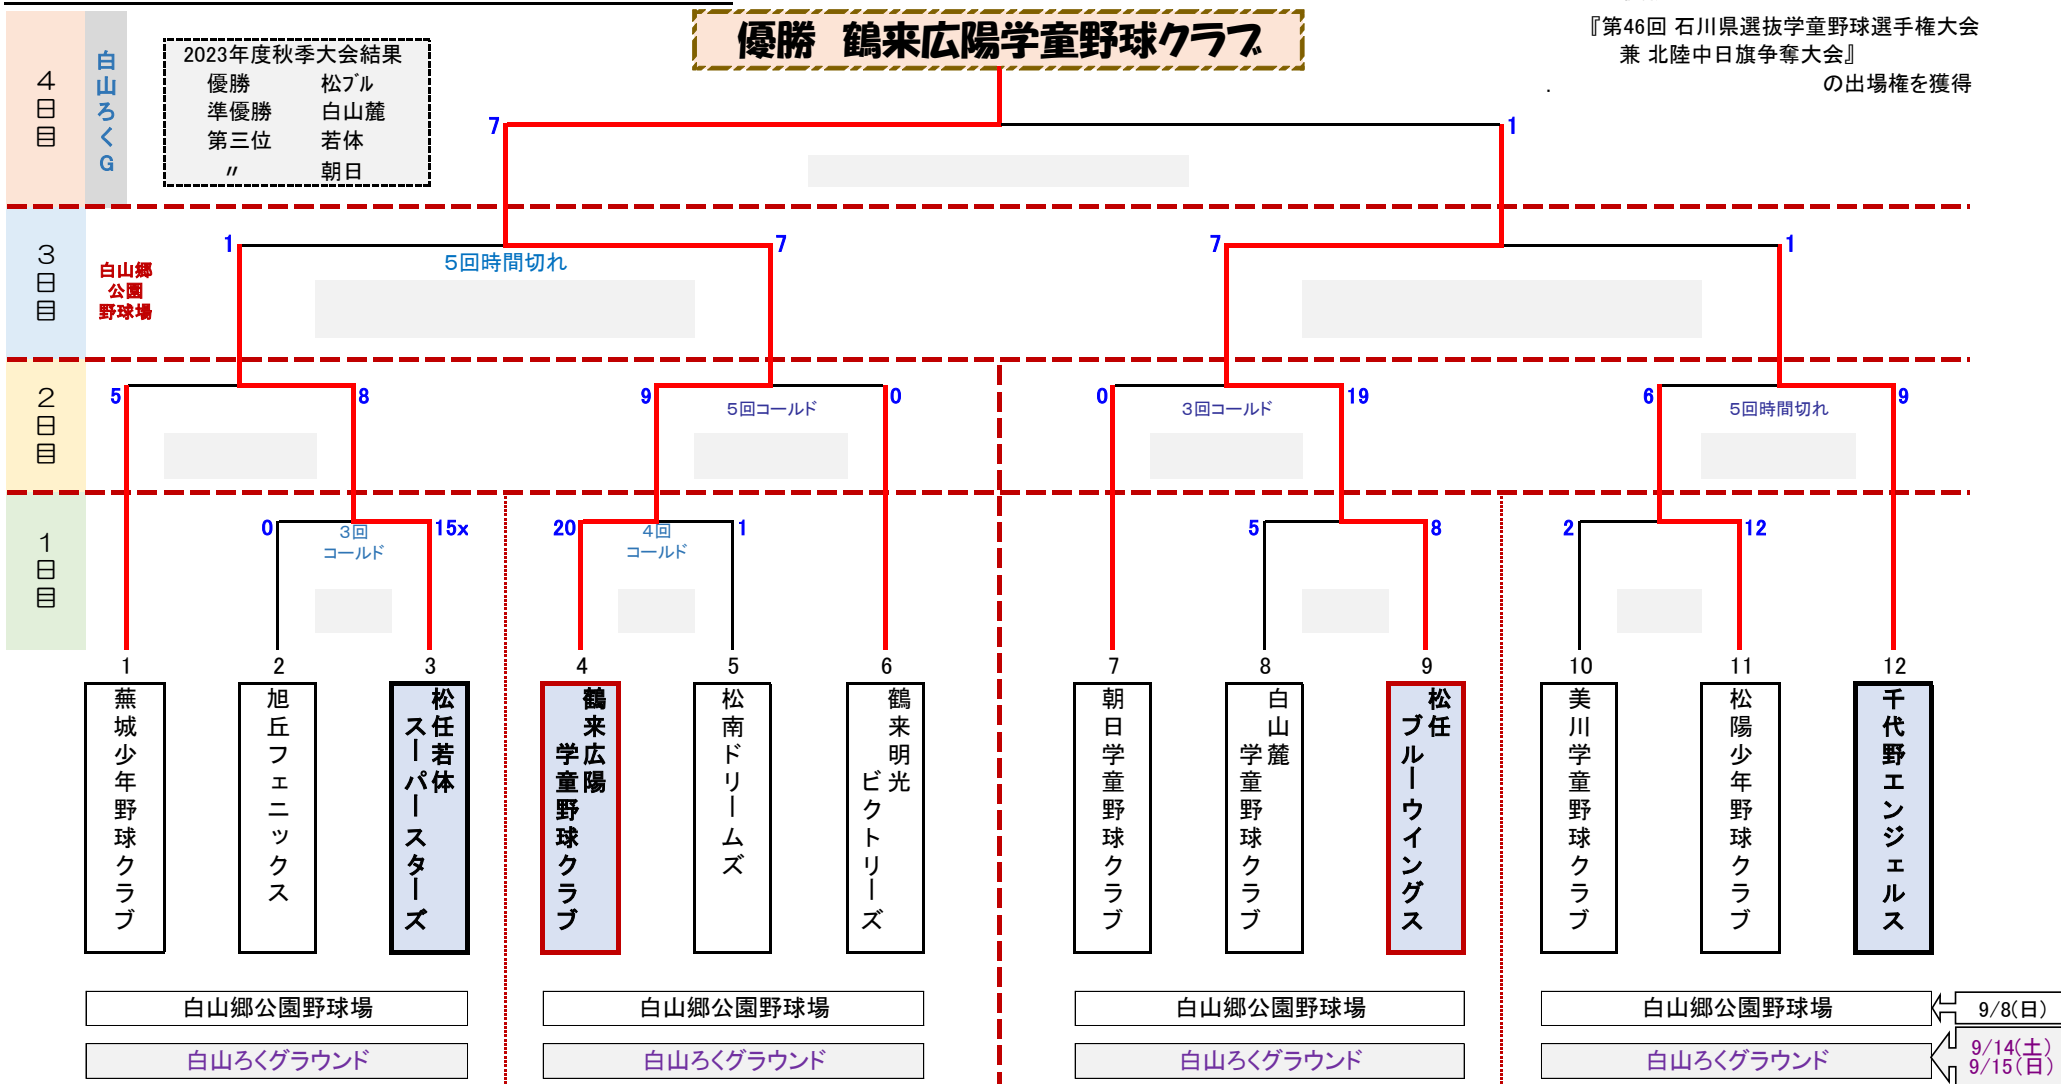 優勝 鶴来広陽学童野球クラブ
『第46回 石川県選抜学童野球選手権大会
兼 北陸中日旗争奪大会』
の出場権を獲得
4日目
白山ろくG
2023年度秋季大会結果
優勝 松ブル
準優勝 白山麓
第三位 若体
〃 朝日
7
1
3日目
白山郷
公園
野球場
1
7
5回時間切れ
7
1
2日目
5
8
9
0
5回コールド
0
19
3回コールド
6
9
5回時間切れ
1日目
0
15x
3回
コールド
20
1
4回
コールド
5
8
2
12
1
2
3
4
5
6
7
8
9
10
11
12
蕪城少年野球クラブ
旭丘フェニックス
松任若体
スーパースターズ
鶴来広陽
学童野球クラブ
松南ドリームズ
鶴来明光
ビクトリーズ
朝日学童野球クラブ
白山麓
学童野球クラブ
松任
ブルーウイングス
美川学童野球クラブ
松陽少年野球クラブ
千代野エンジェルス
白山郷公園野球場
白山郷公園野球場
白山郷公園野球場
白山郷公園野球場
9/8(日)
白山ろくグラウンド
白山ろくグラウンド
白山ろくグラウンド
白山ろくグラウンド
9/14(土)
9/15(日)